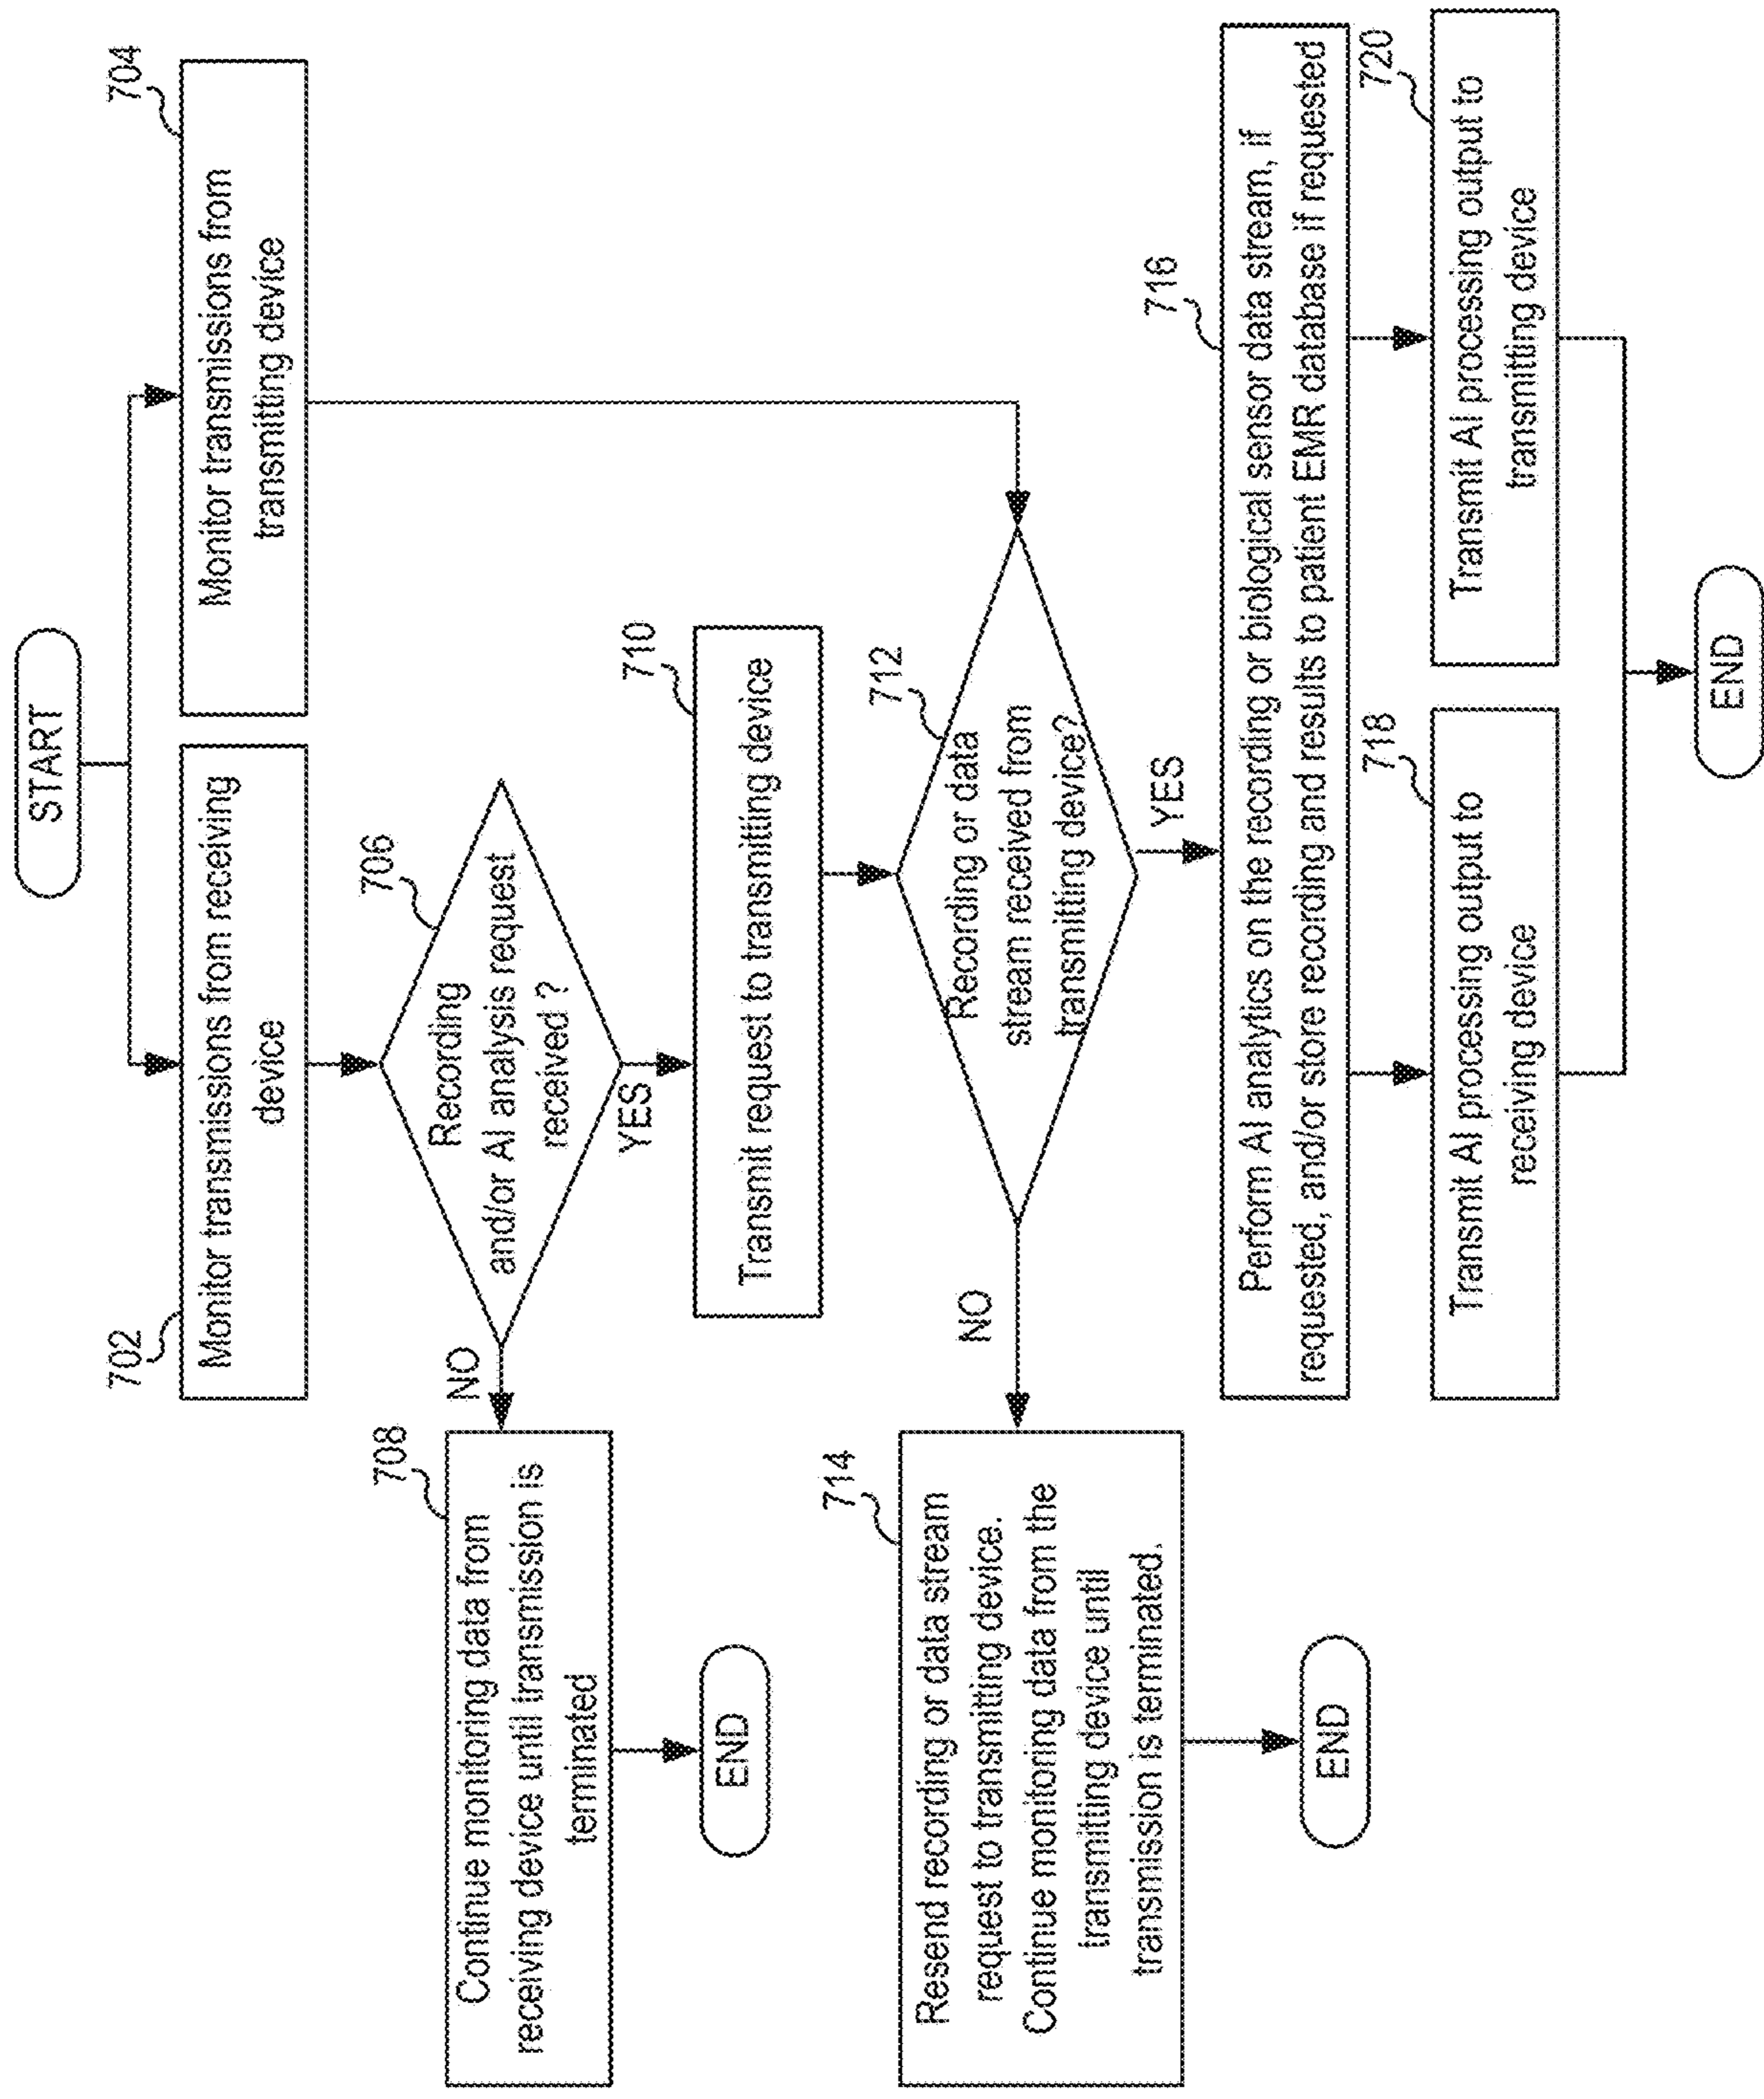 START
702
Monitor transmissions from receiving
device
704
Monitor transmissions from
transmitting device
706
Recording
and/or AI analysis request
received ?
NO
YES
708
Continue monitoring data from
receiving device until transmission is
terminated
END
710
Transmit request to transmitting device
712
Recording or data
stream received from
transmitting device?
NO
YES
714
Resend recording or data stream
request to transmitting device.
Continue monitoring data from the
transmitting device until
transmission is terminated.
END
716
Perform AI analytics on the recording or biological sensor data stream, if
requested, and/or store recording and results to patient EMR database if requested
718
Transmit AI processing output to
receiving device
720
Transmit AI processing output to
transmitting device
END